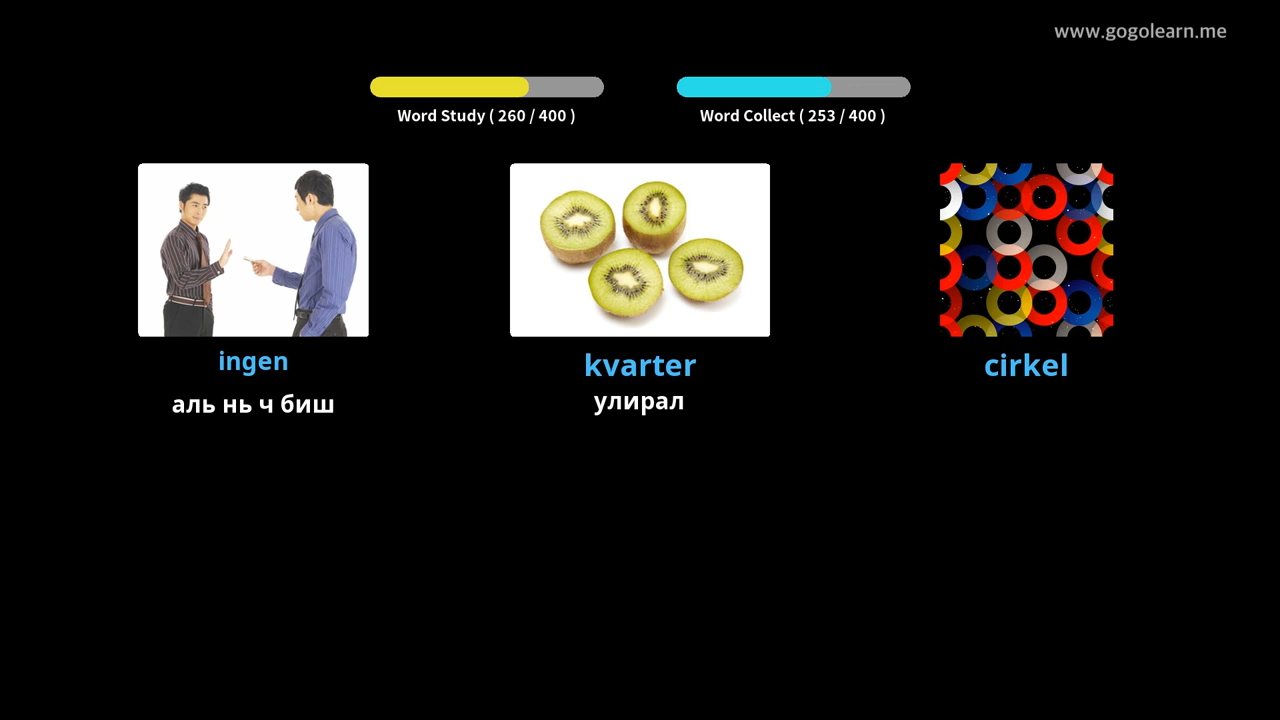 www.gogolearn.me
Word Study ( 260 / 400 )
Word Collect ( 253 / 400 )
ingen
kvarter
cirkel
аль нь ч биш
улирал